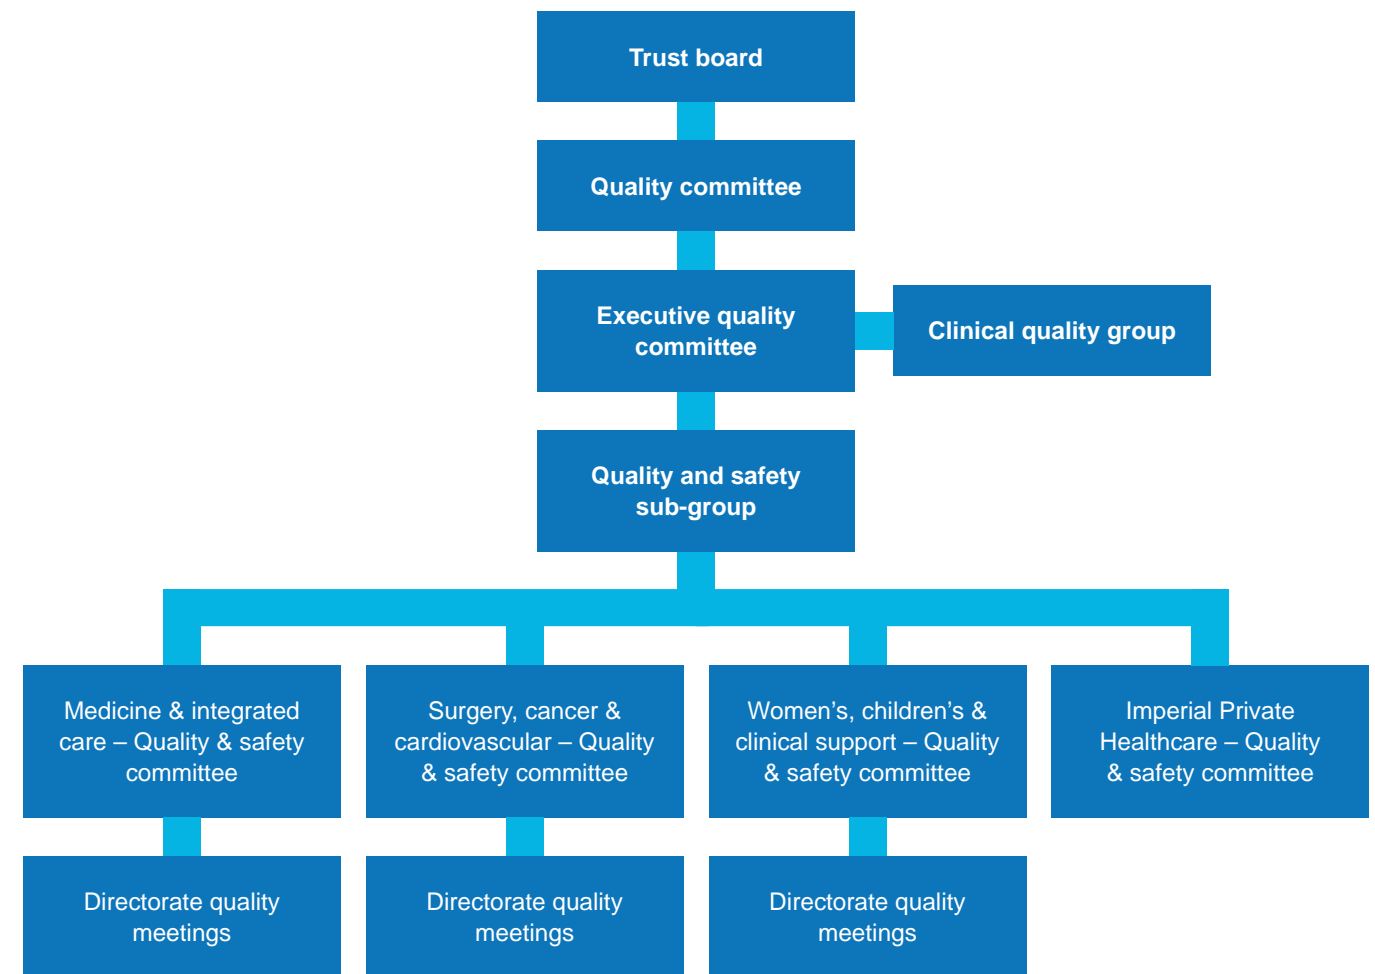 Trust board
Quality committee
Executive quality
committee
Clinical quality group
Quality and safety
sub-group
Medicine & integrated
care – Quality & safety
committee
Surgery, cancer &
cardiovascular – Quality
& safety committee
Women’s, children’s &
clinical support – Quality
& safety committee
Imperial Private
Healthcare – Quality
& safety committee
Directorate quality
meetings
Directorate quality
meetings
Directorate quality
meetings